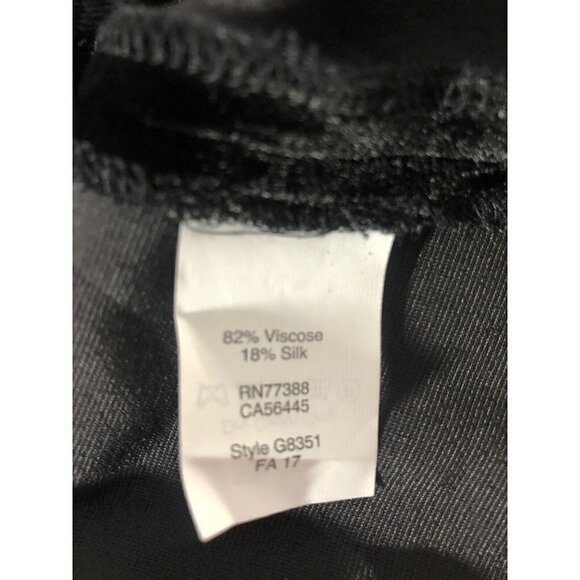 82% Viscose
18% Silk
RN77388
CA56445
Style G8351
FA 17